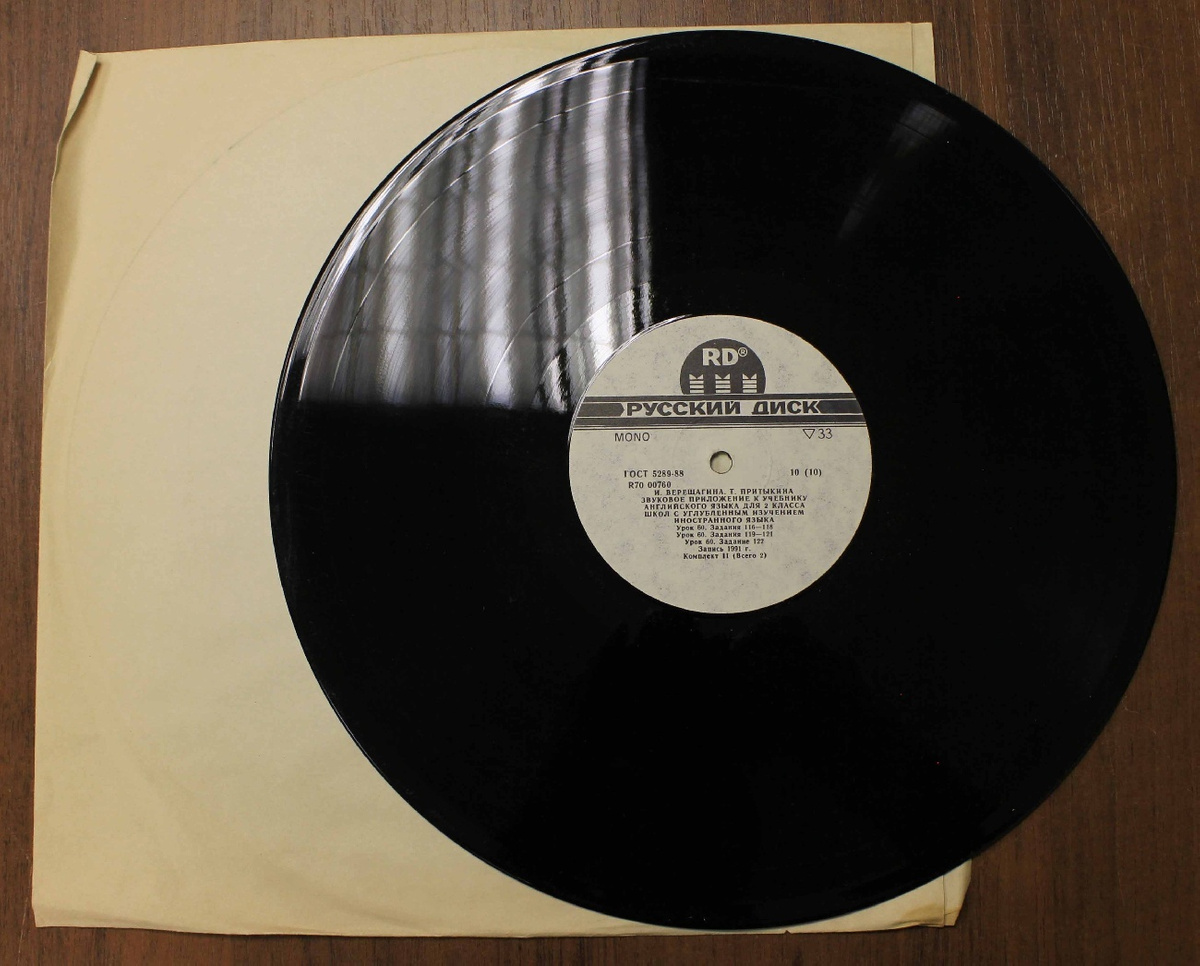 RD®
РУССКИЙ ДИСК
MONO ▽33
ГОСТ 5289-88 10 (10)
R70 00760
И. ВЕРЕЩАГИНА. Т. ПРИТЫКИНА
ЗВУКОВОЕ ПРИЛОЖЕНИЕ К УЧЕБНИКУ
АНГЛИЙСКОГО ЯЗЫКА ДЛЯ 2 КЛАССА
ШКОЛ С УГЛУБЛЕННЫМ ИЗУЧЕНИЕМ
ИНОСТРАННОГО ЯЗЫКА
Урок 60. Задания 116—118
Урок 60. Задания 119—121
Урок 60. Задание 122
Запись 1991 г.
Комплект II (Всего 2)